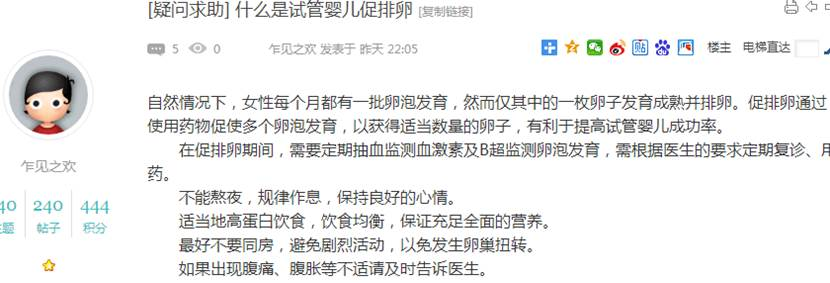 [疑问求助] 什么是试管婴儿促排卵 [复制链接]
5 0 乍见之欢 发表于 昨天 22:05 楼主 电梯直达
自然情况下，女性每个月都有一批卵泡发育，然而仅其中的一枚卵子发育成熟并排卵。促排卵通过
使用药物促使多个卵泡发育，以获得适当数量的卵子，有利于提高试管婴儿成功率。
在促排卵期间，需要定期抽血监测血激素及B超监测卵泡发育，需根据医生的要求定期复诊、用
药。
不能熬夜，规律作息，保持良好的心情。
适当地高蛋白饮食，饮食均衡，保证充足全面的营养。
最好不要同房，避免剧烈活动，以免发生卵巢扭转。
如果出现腹痛、腹胀等不适请及时告诉医生。
乍见之欢
40 240 444
主题 帖子 积分